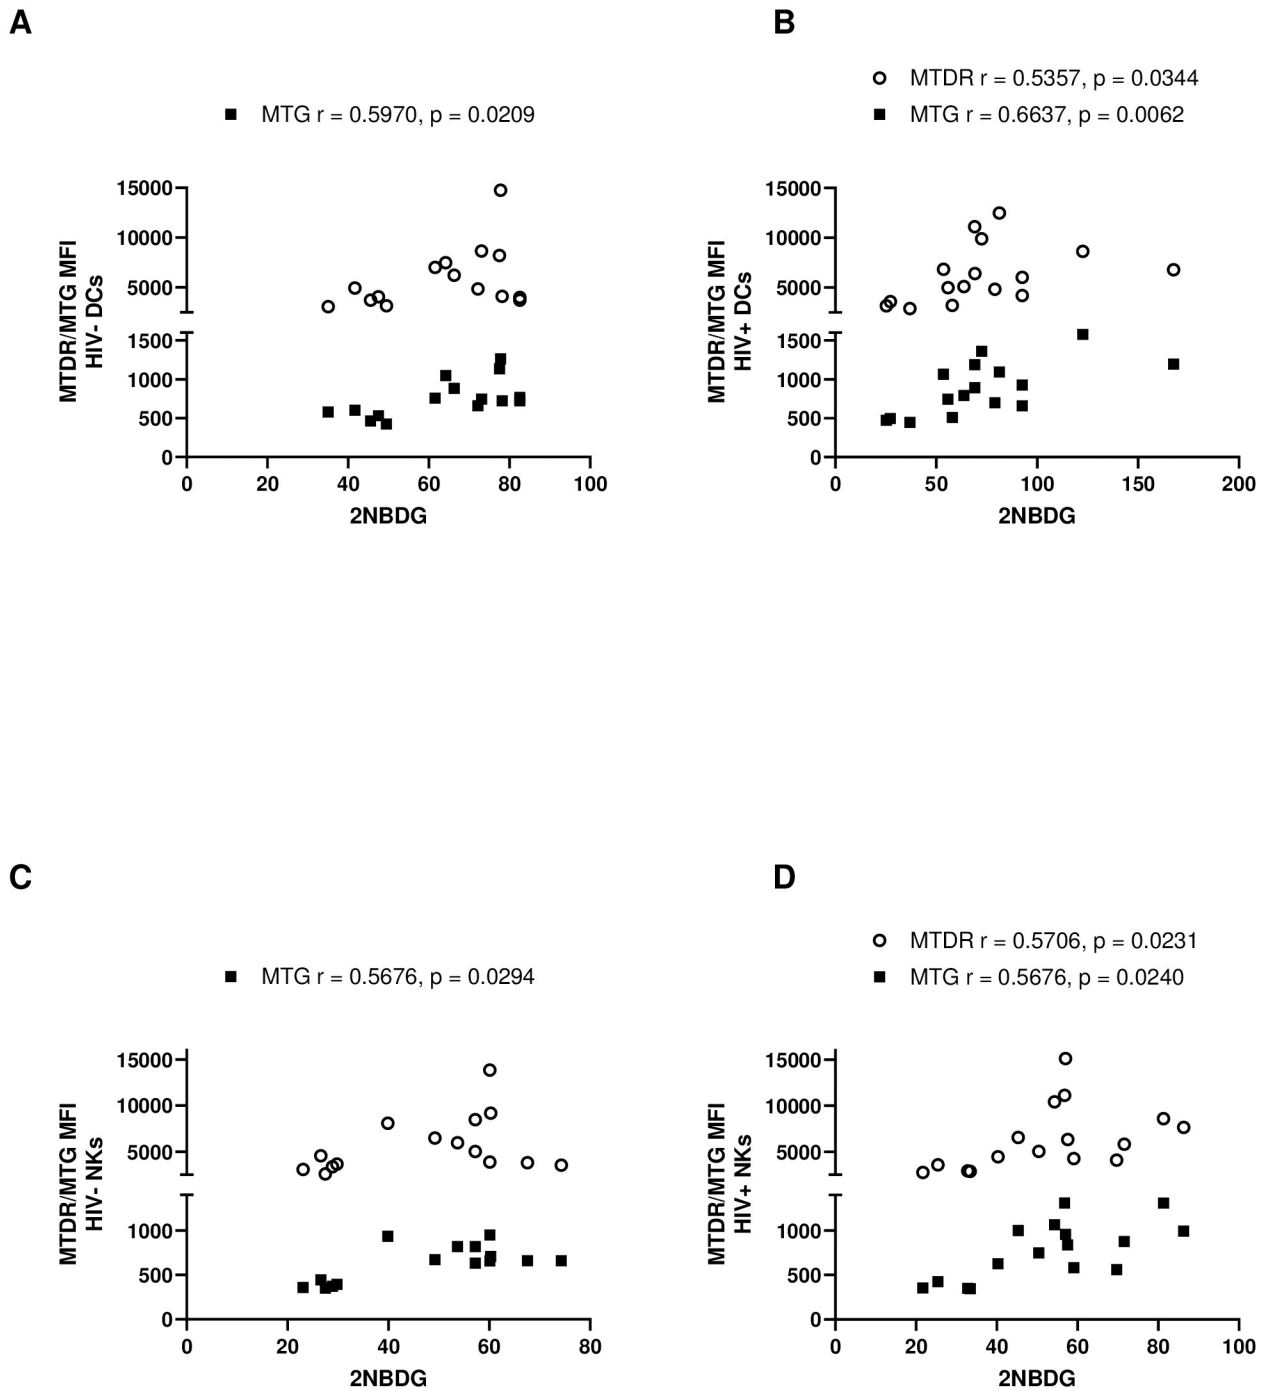 A
MTG r = 0.5970, p = 0.0209
MTDR/MTG MFI
HIV- DCs
15000
10000
5000
1500
1000
500
0
0 20 40 60 80 100
2NBDG
B
MTDR r = 0.5357, p = 0.0344
MTG r = 0.6637, p = 0.0062
MTDR/MTG MFI
HIV+ DCs
15000
10000
5000
1500
1000
500
0
0 50 100 150 200
2NBDG
C
MTG r = 0.5676, p = 0.0294
MTDR/MTG MFI
HIV- NKs
15000
10000
5000
1000
500
0
0 20 40 60 80
2NBDG
D
MTDR r = 0.5706, p = 0.0231
MTG r = 0.5676, p = 0.0240
MTDR/MTG MFI
HIV+ NKs
15000
10000
5000
1000
500
0
0 20 40 60 80 100
2NBDG